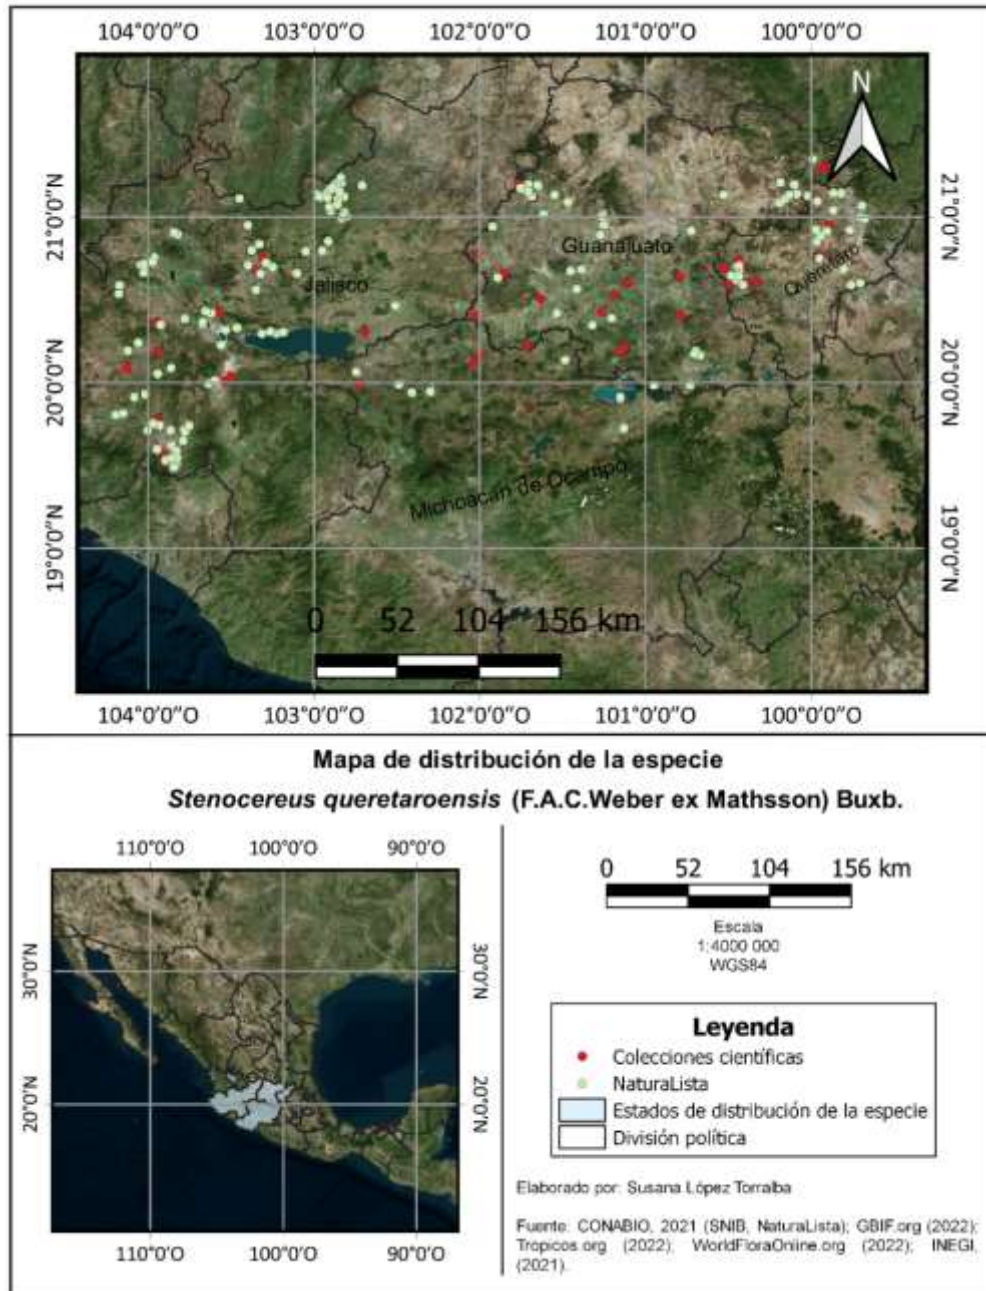 104°0'0"O 103°0'0"O 102°0'0"O 101°0'0"O 100°0'0"O
N
21°0'0"N 21°0'0"N
Guanajuato
Querétaro
Jalisco
20°0'0"N 20°0'0"N
Michoacán de Ocampo
19°0'0"N 19°0'0"N
0 52 104 156 km
104°0'0"O 103°0'0"O 102°0'0"O 101°0'0"O 100°0'0"O
Mapa de distribución de la especie
Stenocereus queretaroensis (F.A.C.Weber ex Mathsson) Buxb.
110°0'O 100°0'O 90°0'O
30°0'N 30°0'N
20°0'N 20°0'N
110°0'O 100°0'O 90°0'O
0 52 104 156 km
Escala
1:4000 000
WGS84
Leyenda
Colecciones científicas
NaturaLista
Estados de distribución de la especie
División política
Elaborado por: Susana López Torralba
Fuente: CONABIO, 2021 (SNIB, NaturaLista); GBIF.org (2022);
Tropicos.org (2022); WorldFloraOnline.org (2022); INEGI,
(2021).